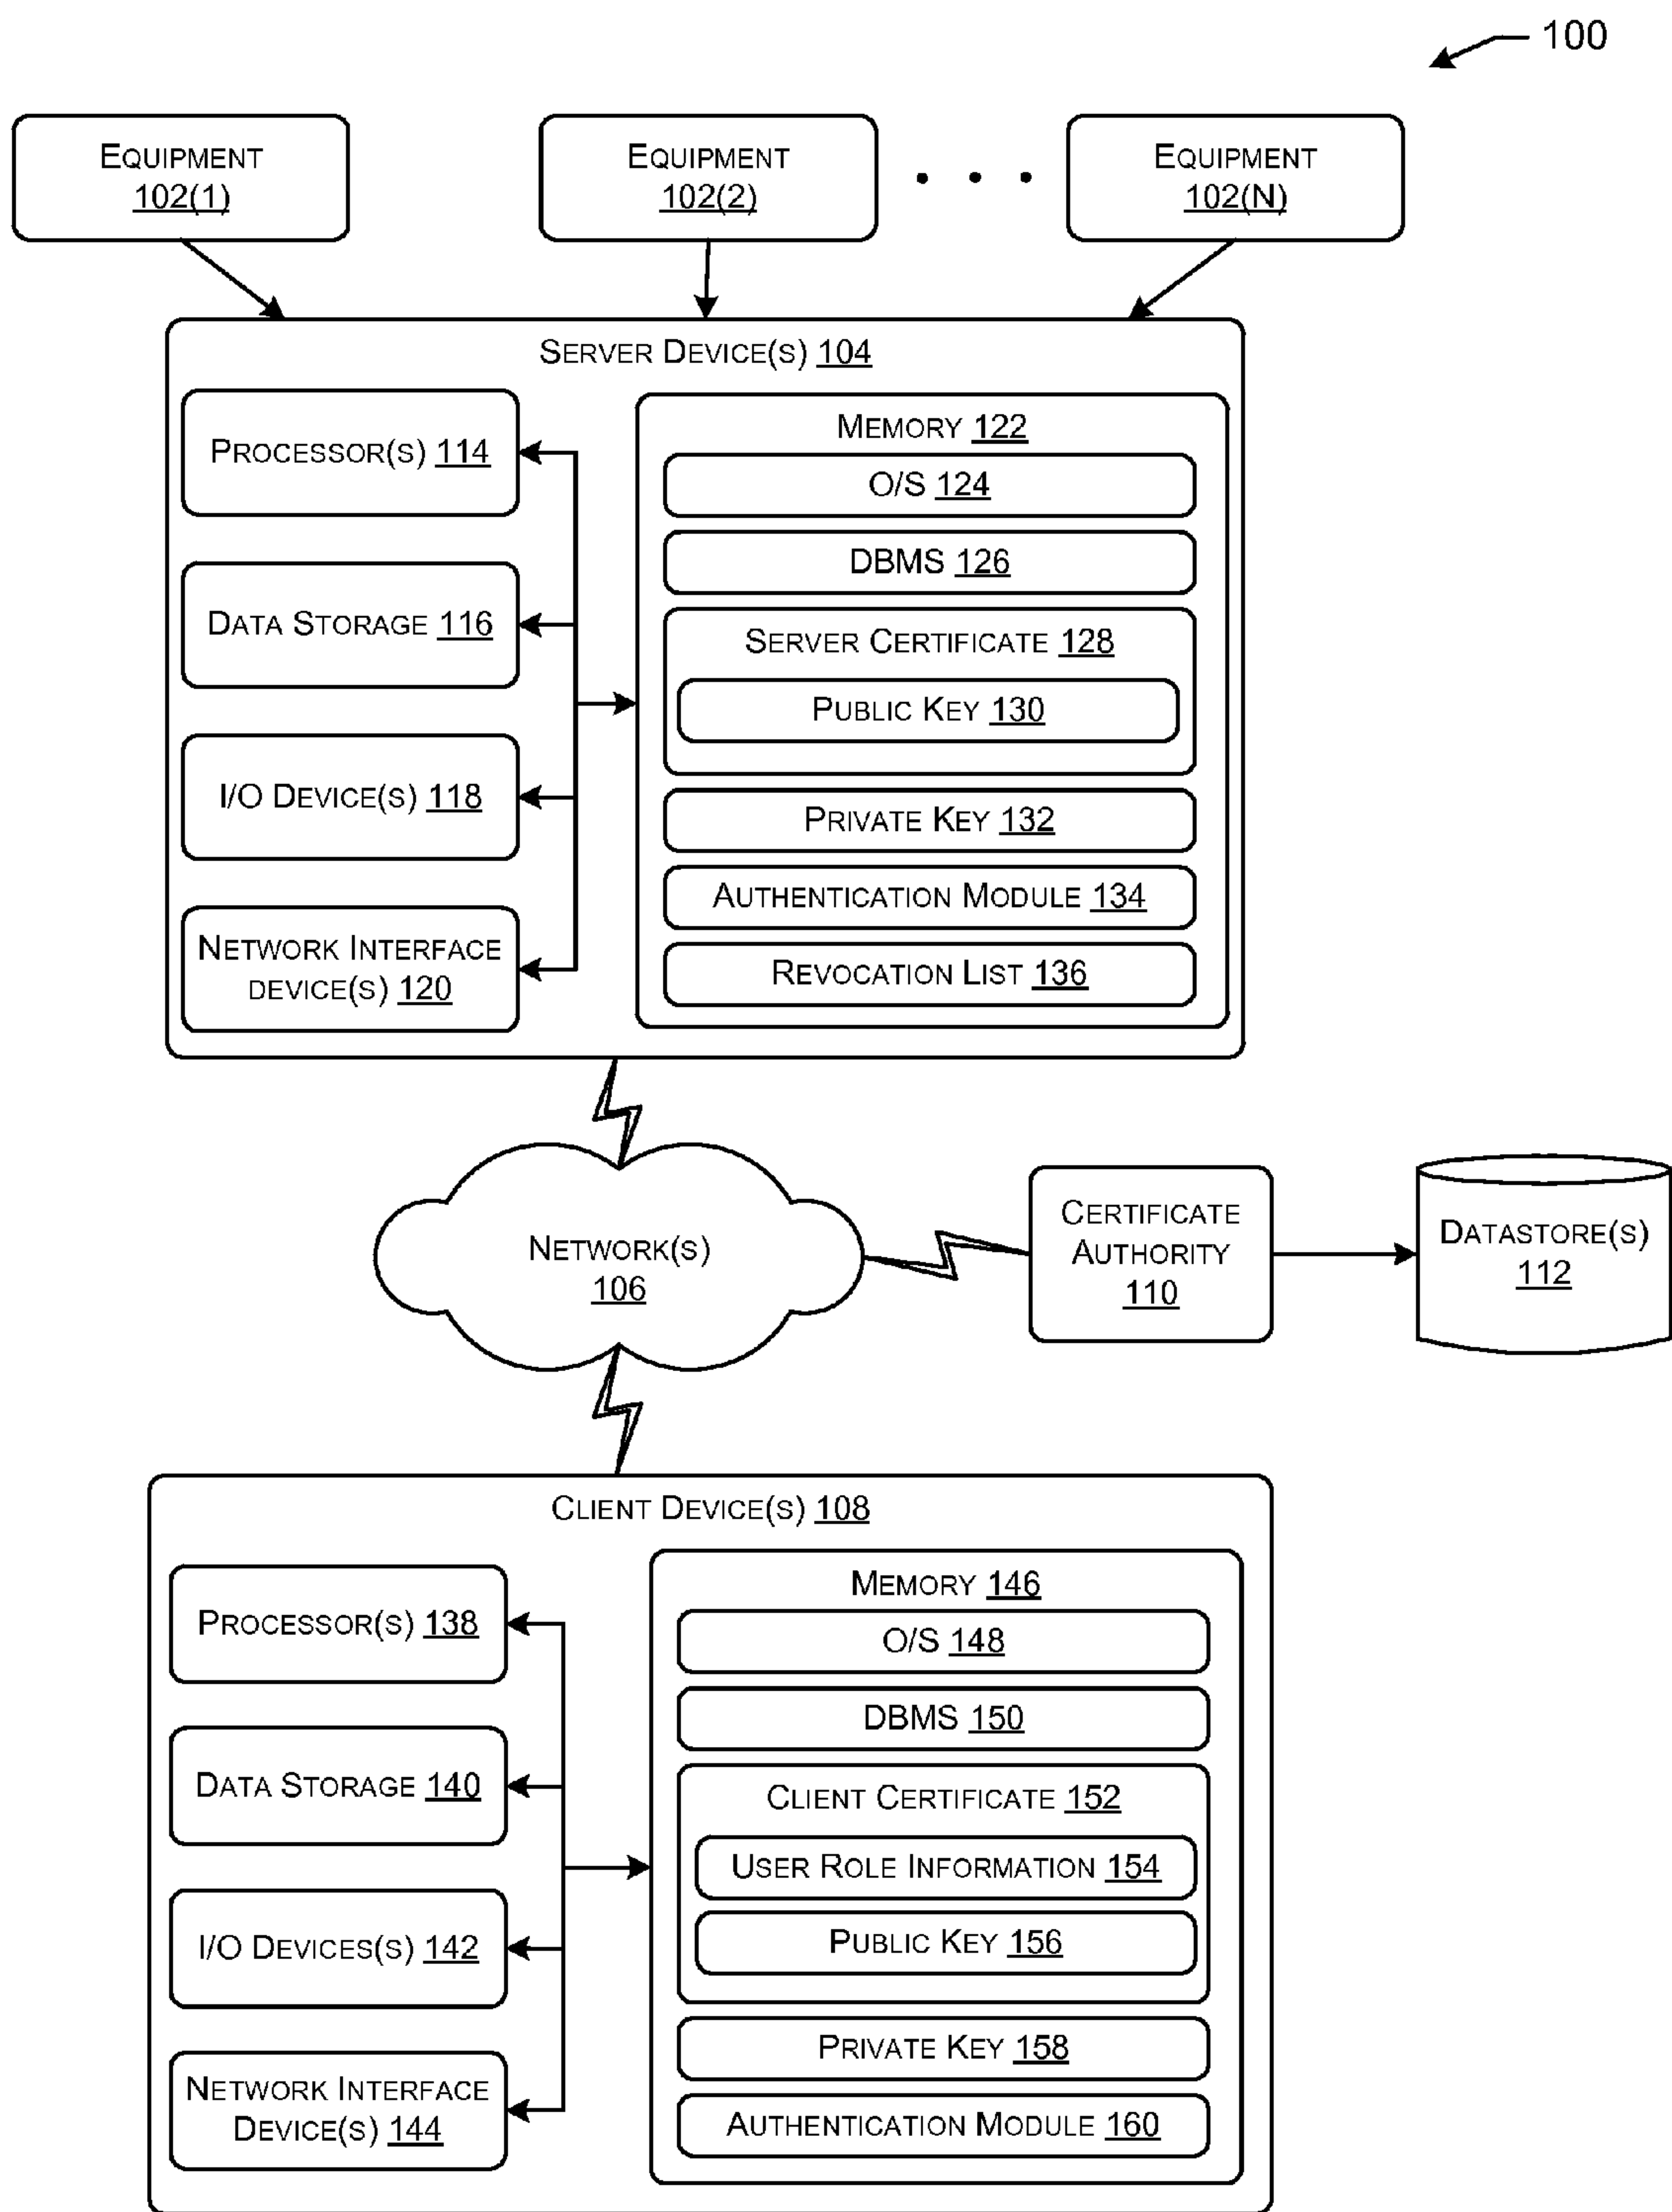 100
EQUIPMENT
102(1)
EQUIPMENT
102(2)
• • •
EQUIPMENT
102(N)
SERVER DEVICE(S) 104
PROCESSOR(S) 114
DATA STORAGE 116
I/O DEVICE(S) 118
NETWORK INTERFACE
DEVICE(S) 120
MEMORY 122
O/S 124
DBMS 126
SERVER CERTIFICATE 128
PUBLIC KEY 130
PRIVATE KEY 132
AUTHENTICATION MODULE 134
REVOCATION LIST 136
NETWORK(S)
106
CERTIFICATE
AUTHORITY
110
DATASTORE(S)
112
CLIENT DEVICE(S) 108
PROCESSOR(S) 138
DATA STORAGE 140
I/O DEVICES(S) 142
NETWORK INTERFACE
DEVICE(S) 144
MEMORY 146
O/S 148
DBMS 150
CLIENT CERTIFICATE 152
USER ROLE INFORMATION 154
PUBLIC KEY 156
PRIVATE KEY 158
AUTHENTICATION MODULE 160